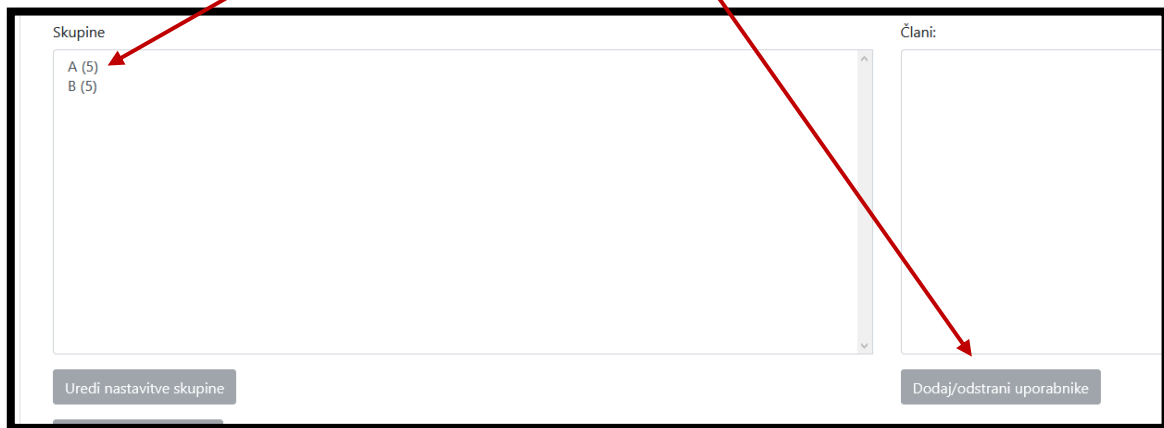 Skupine
A (5)
B (5)
Uredi nastavitve skupine
Člani:
Dodaj/odstrani uporabnike